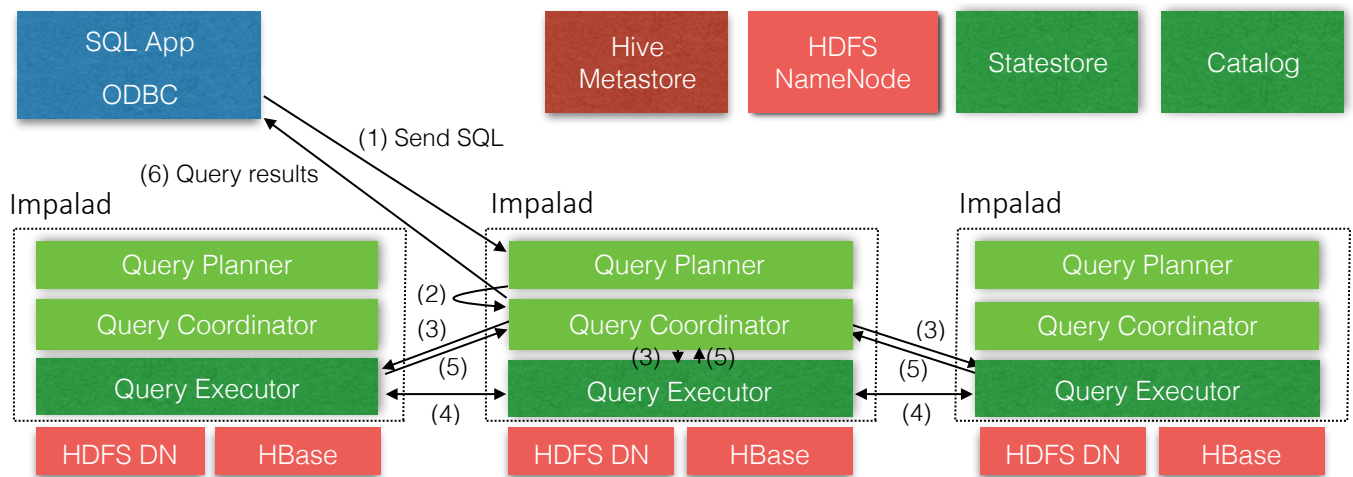 SQL App
ODBC
Hive
Metastore
HDFS
NameNode
Statestore
Catalog
(1) Send SQL
(6) Query results
Impalad
Impalad
Impalad
Query Planner
Query Planner
Query Planner
(2)
Query Coordinator
(3)
Query Coordinator
(3)
Query Coordinator
(5)
(3)
(5)
(5)
Query Executor
Query Executor
Query Executor
(4)
(4)
HDFS DN
HBase
HDFS DN
HBase
HDFS DN
HBase